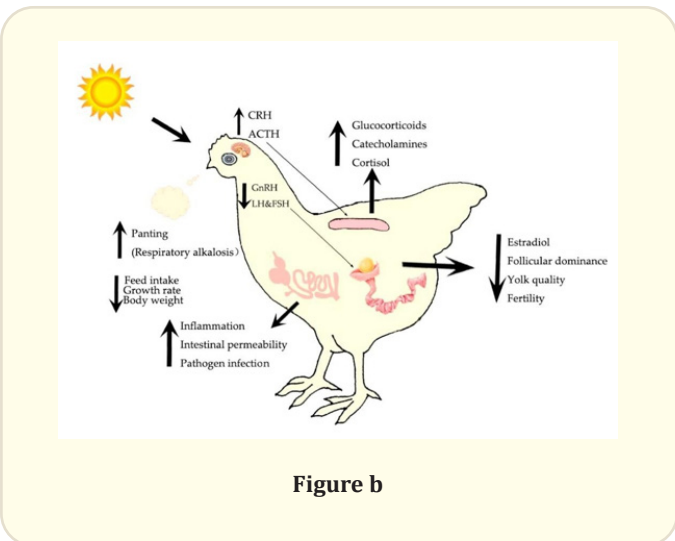 CRH
ACTH
Glucocorticoids
Catecholamines
Cortisol
GnRH
LH&FSH
Panting
(Respiratory alkalosis)
Feed intake
Growth rate
Body weight
Estradiol
Follicular dominance
Yolk quality
Fertility
Inflammation
Intestinal permeability
Pathogen infection
Figure b